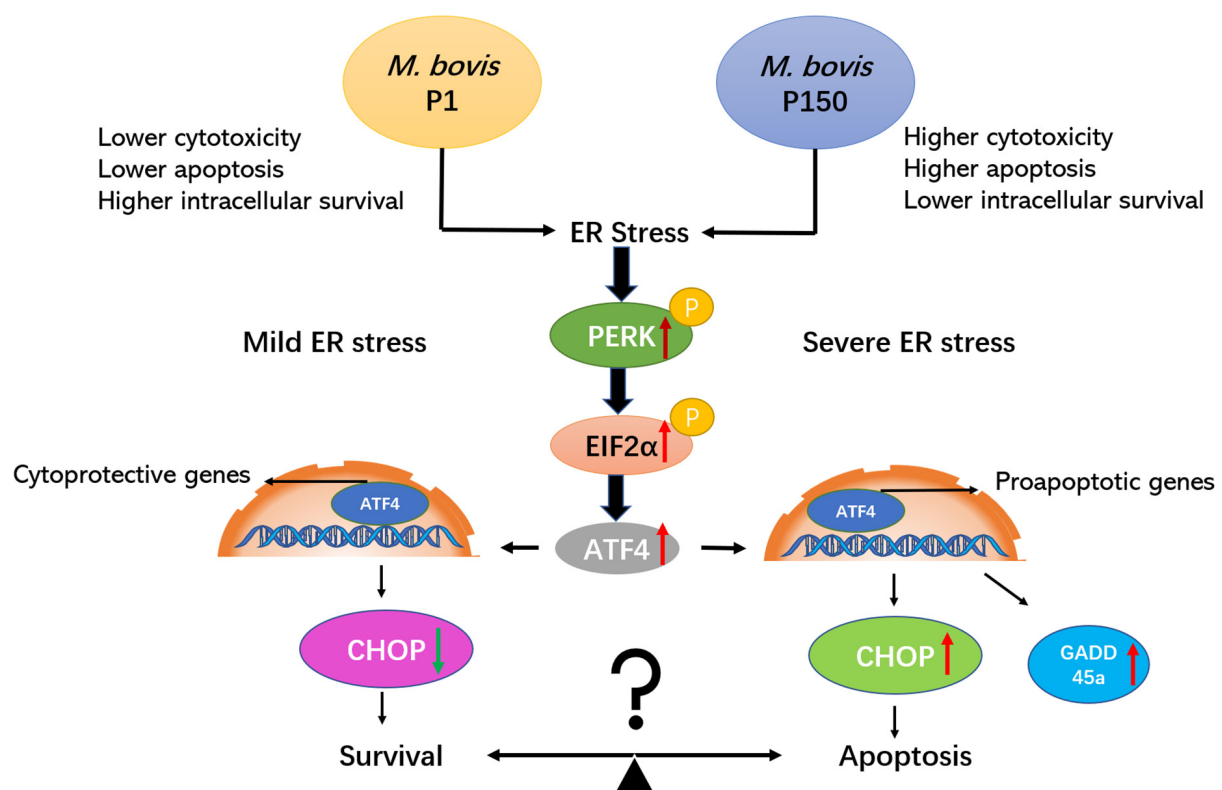 M. bovis
P1
M. bovis
P150
Lower cytotoxicity
Lower apoptosis
Higher intracellular survival
Higher cytotoxicity
Higher apoptosis
Lower intracellular survival
ER Stress
P
PERK
Mild ER stress
Severe ER stress
P
EIF2α
Cytoprotective genes
Proapoptotic genes
ATF4
ATF4
ATF4
CHOP
CHOP
GADD
45a
?
Survival
Apoptosis